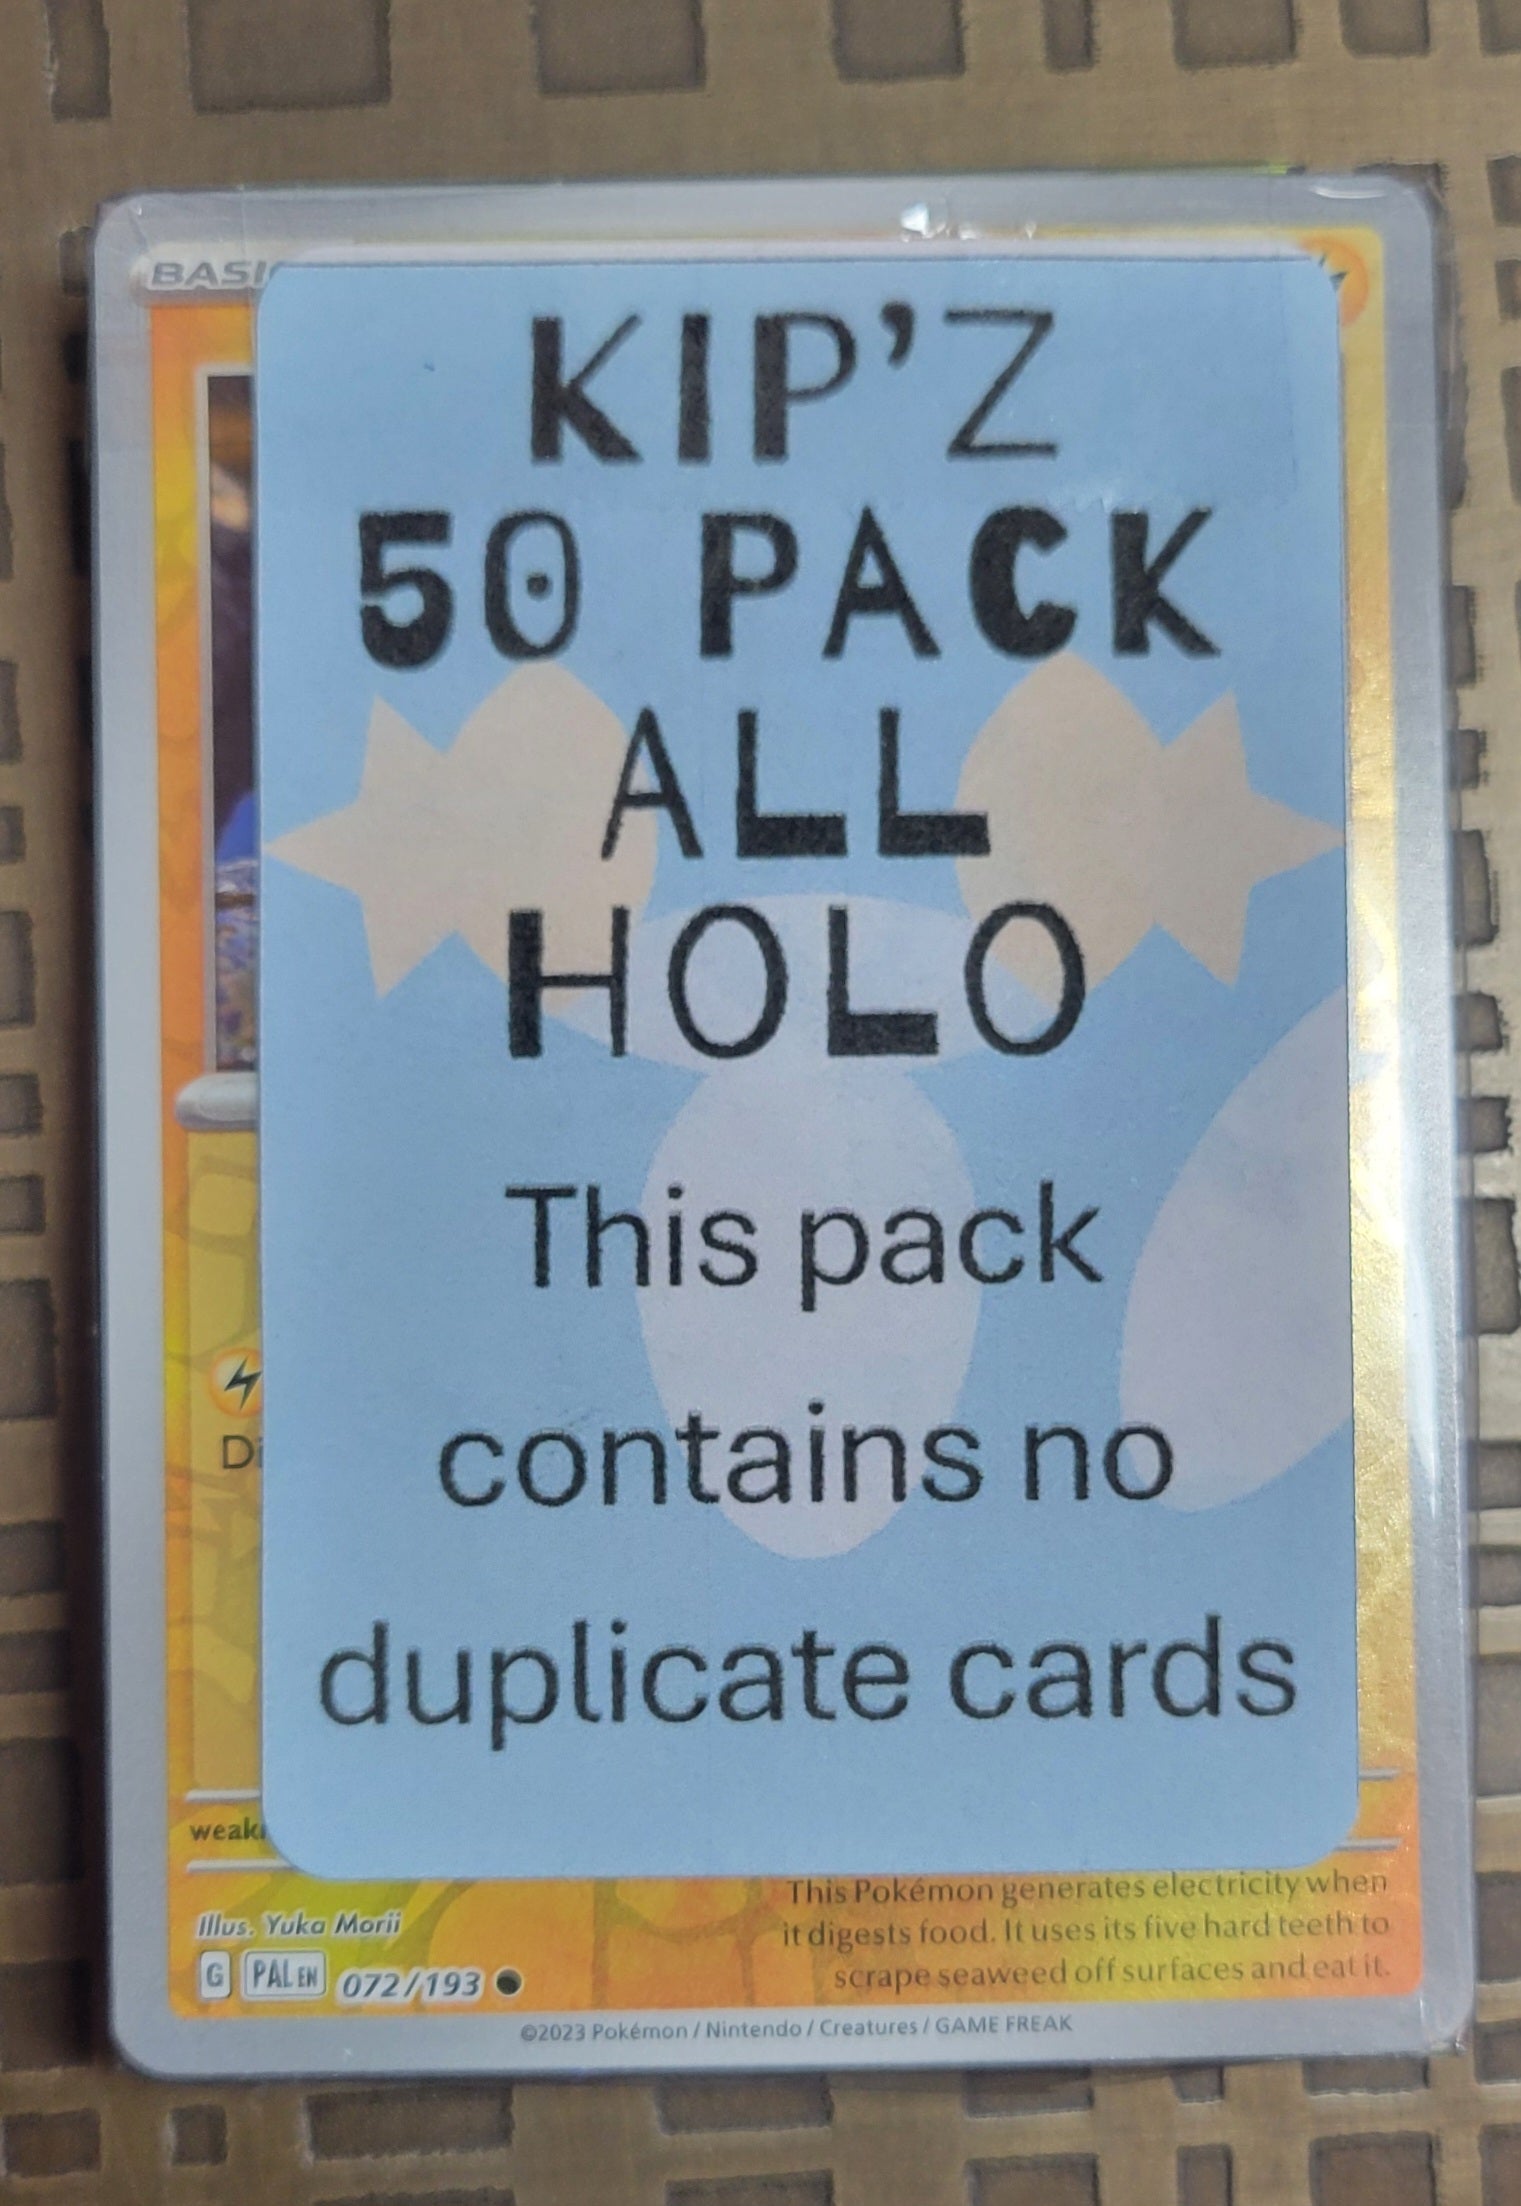 BASIC
KIP'Z
50 PACK
ALL
HOLO
This pack
contains no
duplicate cards
Di
weak
This Pokémon generates electricity when
it digests food. It uses its five hard teeth to
scrape seaweed off surfaces and eat it.
Illus. Yuka Morii
G PAL EN 072/193
©2023 Pokémon / Nintendo / Creatures / GAME FREAK